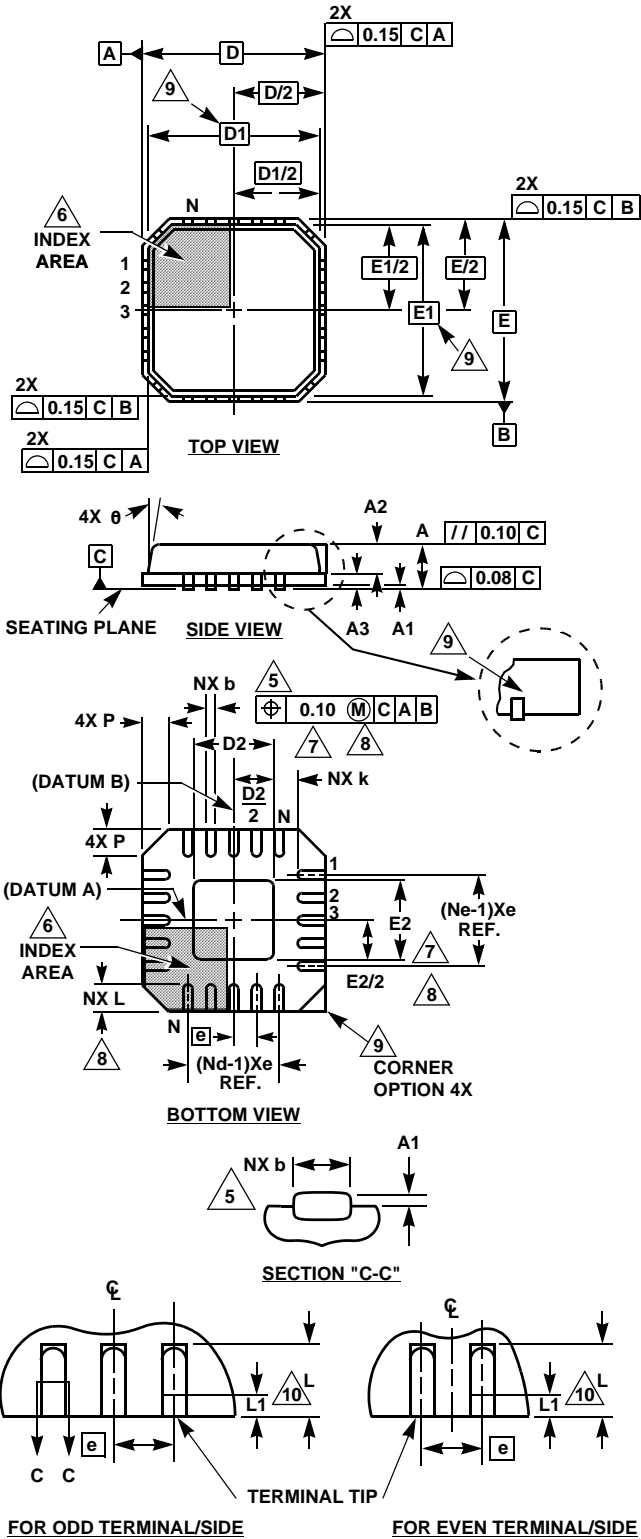 2X
0.15 C A
A
D
9
D/2
D1
D1/2
2X
0.15 C B
6
INDEX
AREA
N
1
2
3
E1/2
E/2
E1
E
9
2X
0.15 C B
B
2X
0.15 C A
TOP VIEW
4X θ
A2
A
// 0.10 C
C
0.08 C
SEATING PLANE
SIDE VIEW
A3
A1
9
5
NX b
4X P
0.10 M C A B
D2
7
8
(DATUM B)
D2
2
N
NX k
4X P
1
(DATUM A)
2
3
(Ne-1)Xe
REF.
6
INDEX
AREA
E2
7
NX L
E2/2
8
N
e
8
(Nd-1)Xe
REF.
9
CORNER
OPTION 4X
BOTTOM VIEW
NX b
A1
5
SECTION "C-C"
CL
CL
L
10
L1
L
10
L1
e
e
C C
TERMINAL TIP
FOR ODD TERMINAL/SIDE
FOR EVEN TERMINAL/SIDE